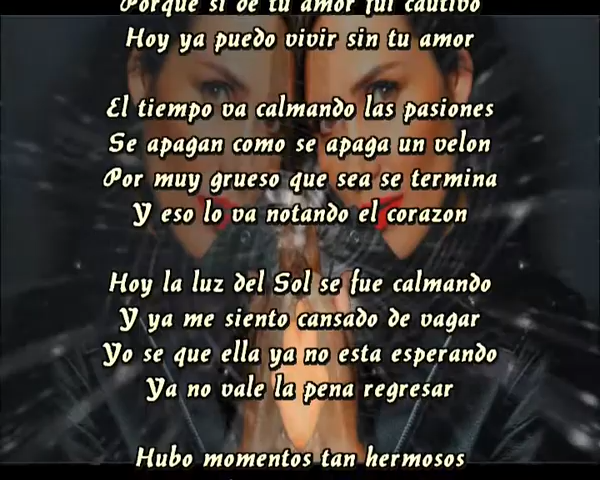 Porque si de tu amor fui cautivo
Hoy ya puedo vivir sin tu amor
El tiempo va calmando las pasiones
Se apagan como se apaga un velon
Por muy grueso que sea se termina
Y eso lo va notando el corazon
Hoy la luz del Sol se fue calmando
Y ya me siento cansado de vagar
Yo se que ella ya no esta esperando
Ya no vale la pena regresar
Hubo momentos tan hermosos